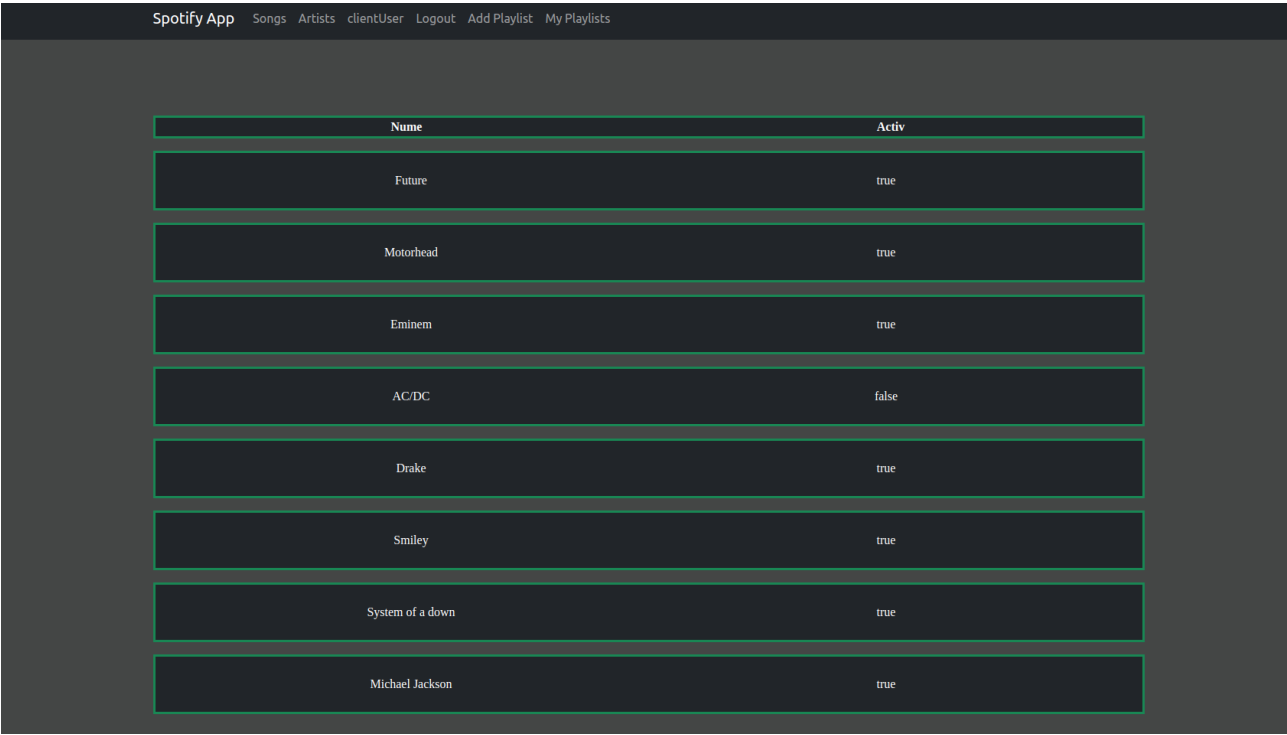 Spotify App Songs Artists clientUser Logout Add Playlist My Playlists
Nume Activ
Future true
Motorhead true
Eminem true
AC/DC false
Drake true
Smiley true
System of a down true
Michael Jackson true